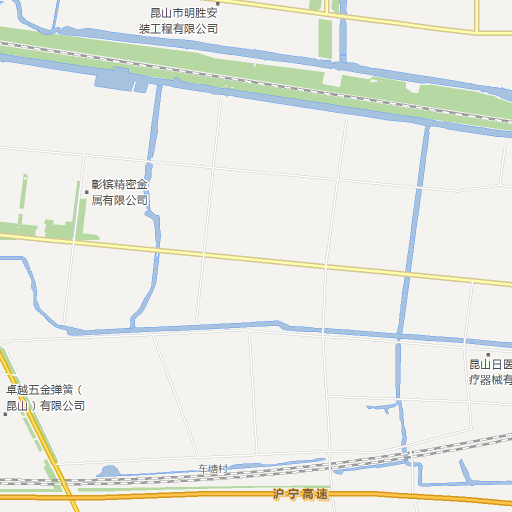 昆山市明胜安
装工程有限公司
彰镔精密金
属有限公司
昆山日医
疗器械有
卓越五金弹簧（
昆山）有限公司
车塘村
沪宁高速